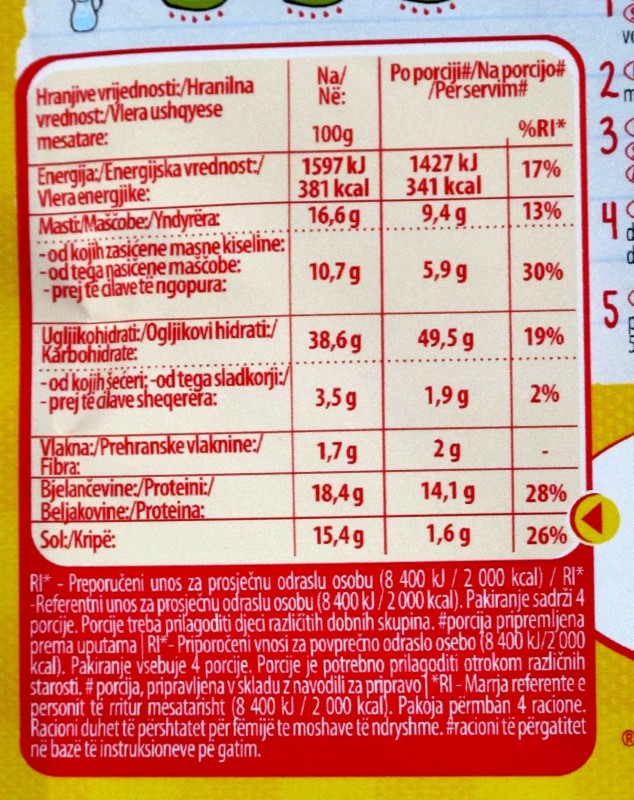 Hranjive vrijednosti:/Hranilna
vrednost:/Vlera ushqyese
mesatare:
Na/
Në:
100g
Po porciji#/Na porcijo#
/Për servim#
%RI*
Energija:/Energijska vrednost:/
Vlera energjike:
1597 kJ
381 kcal
1427 kJ
341 kcal
17%
Masti:/Maščobe:/Yndyrëra:
16,6 g
9,4 g
13%
-od kojih zasićene masne kiseline:
-od tega nasičene maščobe:
-prej të cilave të ngopura:
10,7 g
5,9 g
30%
Ugljikohidrati:/Ogljikovi hidrati:/
Karbohidrate:
38,6 g
49,5 g
19%
-od kojih šećeri; -od tega sladkorji:/
-prej të cilave sheqerëra:
3,5 g
1,9 g
2%
Vlakna:/Prehranske vlaknine:/
Fibra:
1,7 g
2 g
-
Bjelančevine:/Proteini:/
Beljakovine:/Proteina:
18,4 g
14,1 g
28%
Sol:/Kripë:
15,4 g
1,6 g
26%
RI* - Preporučeni unos za prosječnu odraslu osobu (8 400 kJ / 2 000 kcal) / RI*
-Referentni unos za prosječnu odraslu osobu (8 400 kJ / 2 000 kcal). Pakiranje sadrži 4
porcije. Porcije treba prilagoditi djeci različitih dobnih skupina. #porcija pripremljena
prema uputama | RI*- Priporočeni vnosi za povprečno odraslo osebo (8 400 kJ/2 000
kcal). Pakiranje vsebuje 4 porcije. Porcije je potrebno prilagoditi otrokom različnih
starosti. # porcija, pripravljena v skladu z navodili za pripravo | *RI - Marrja referente e
personit të rritur mesatarisht (8 400 kJ / 2 000 kcal). Pakoja përmban 4 racione.
Racioni duhet të përshtatet për fëmijë te moshave të ndryshme. #racioni të përgatitet
në bazë të instruksioneve për gatim.
2
3
4
5
®